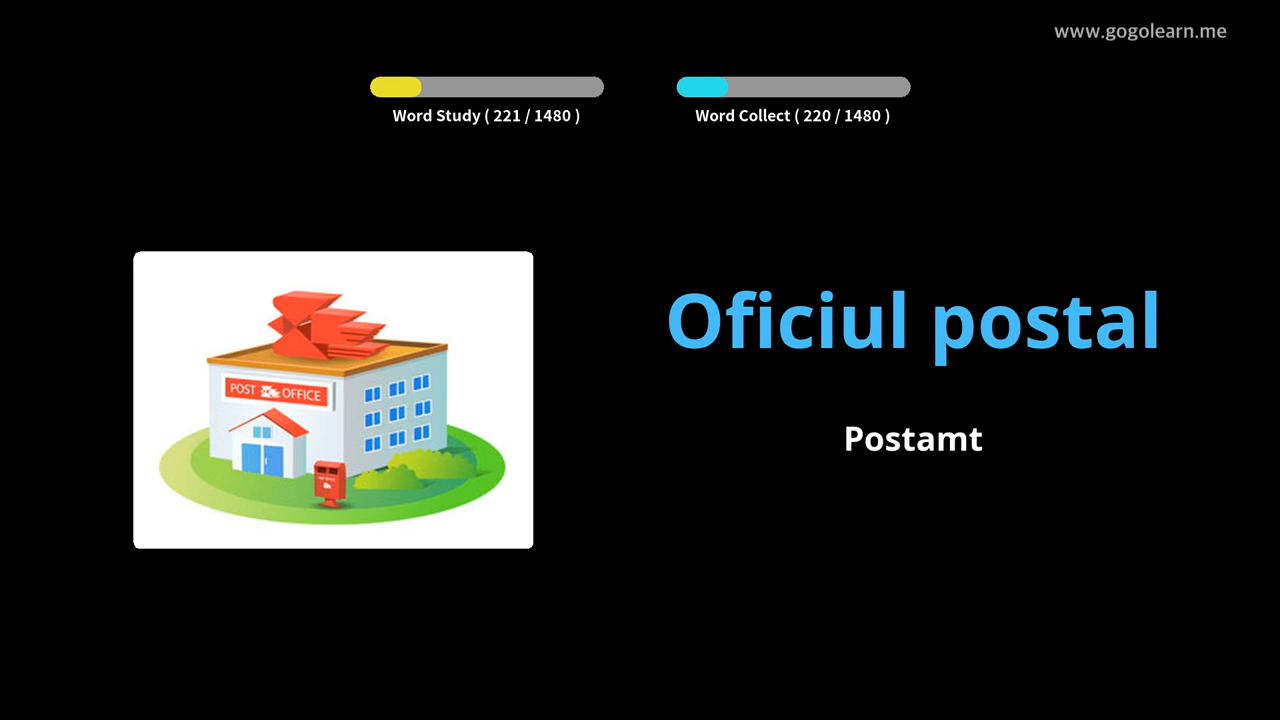 www.gogolearn.me
Word Study ( 221 / 1480 )
Word Collect ( 220 / 1480 )
Oficiul postal
POST OFFICE
Postamt